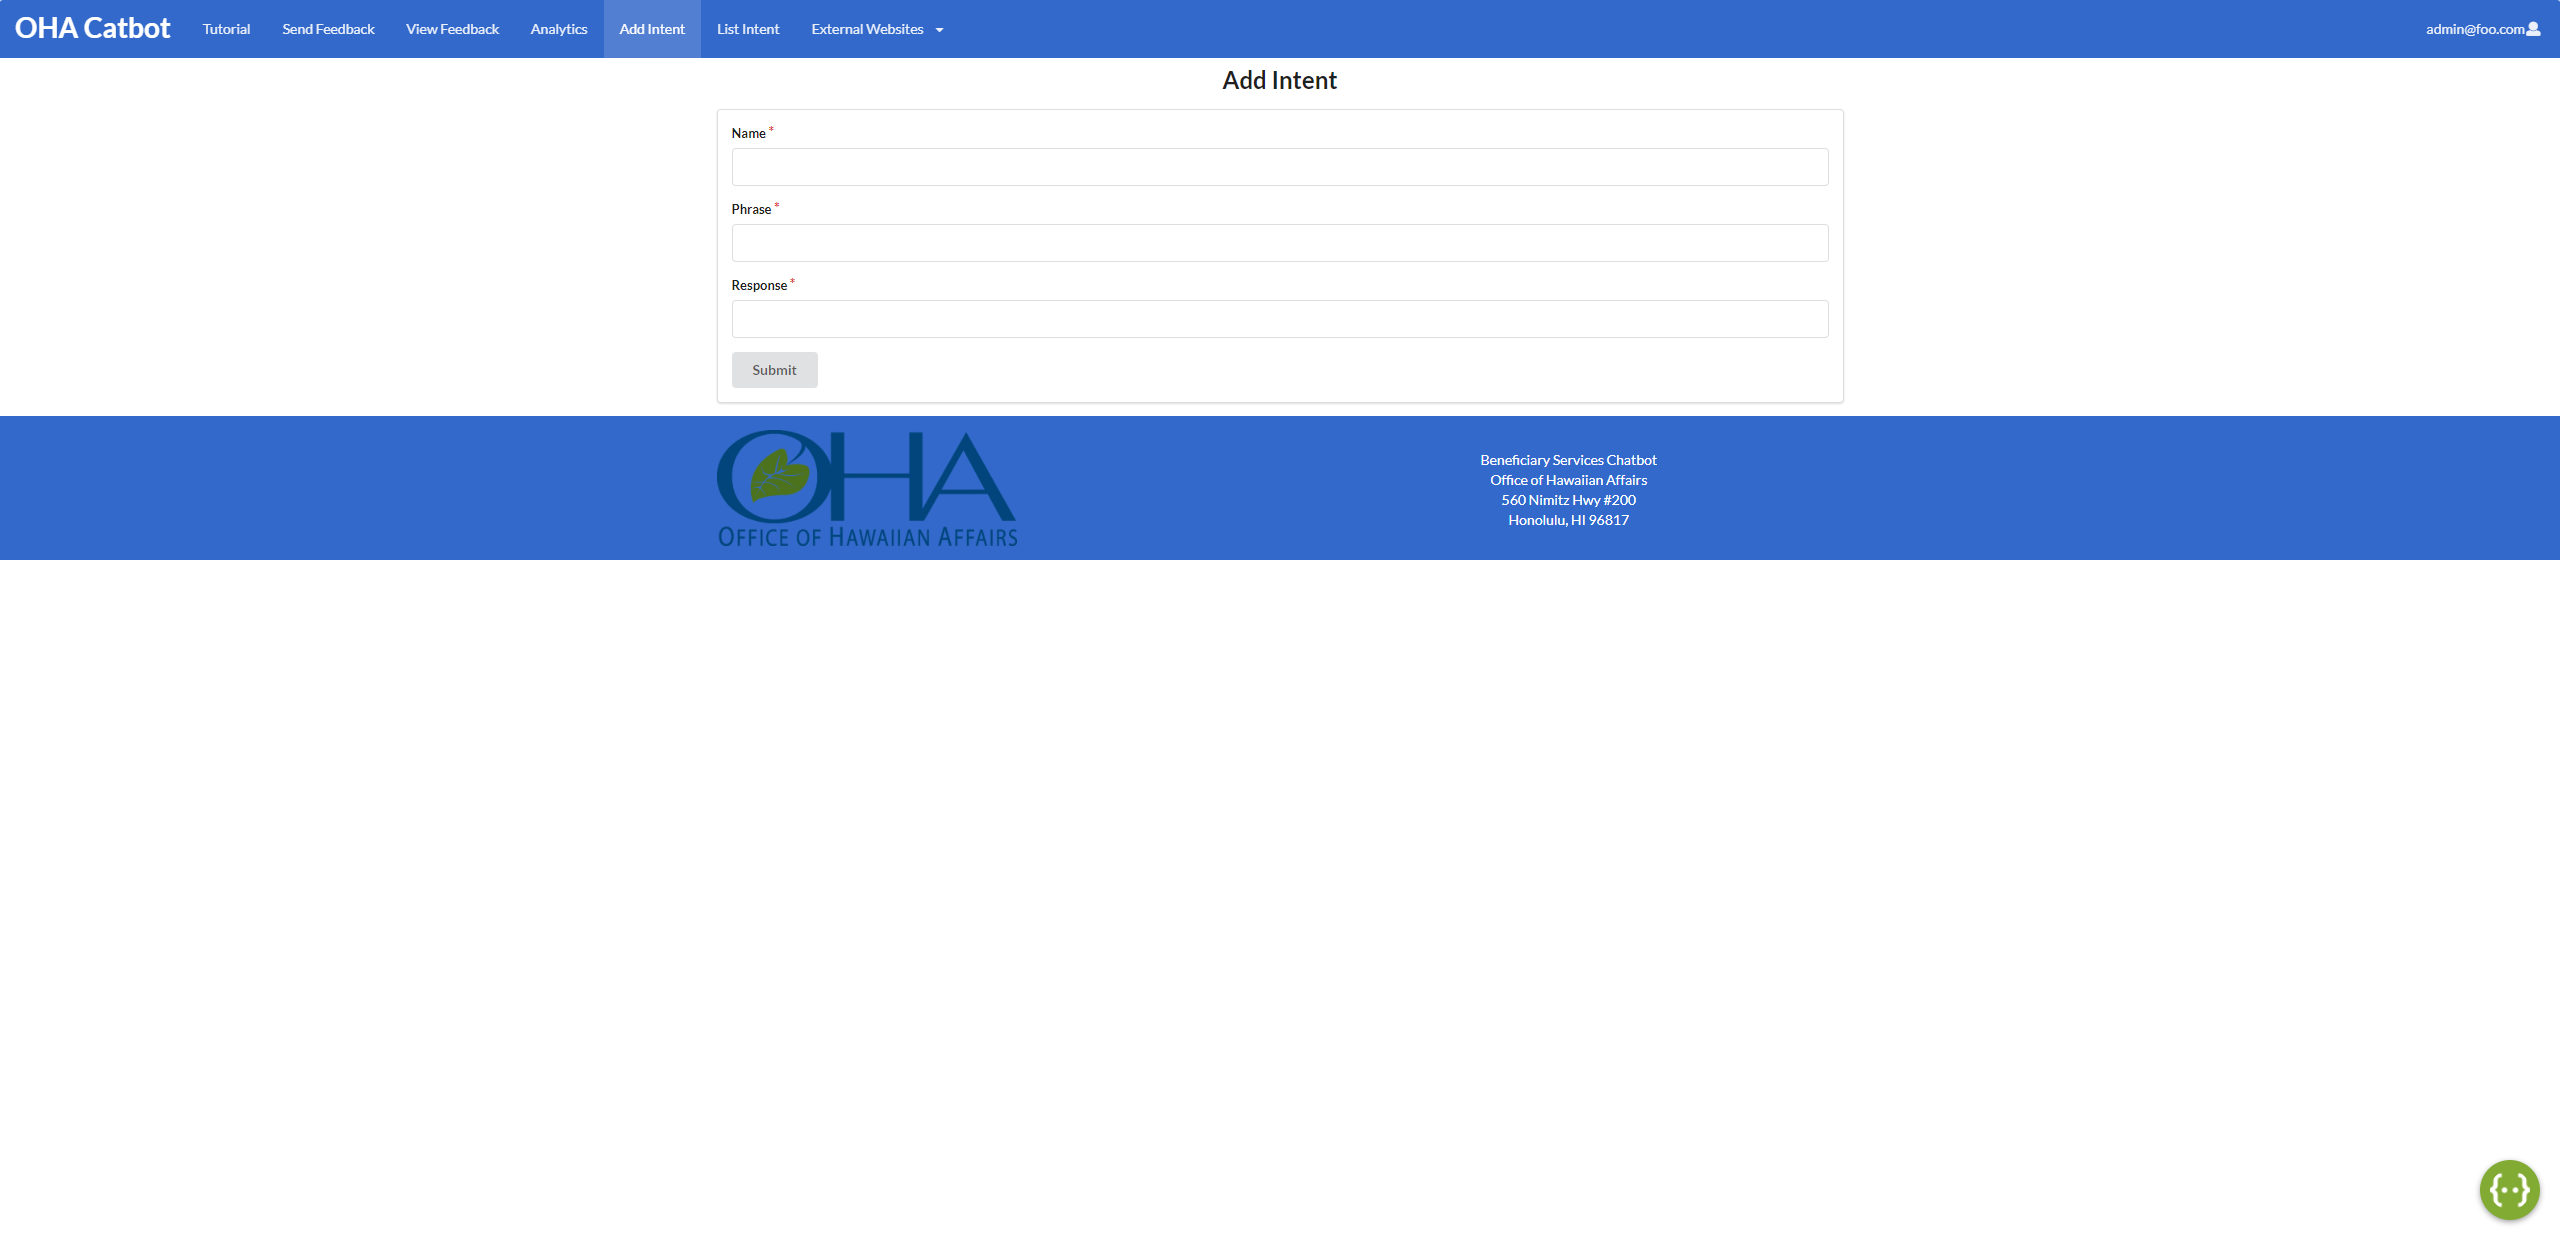 OHA Catbot Tutorial Send Feedback View Feedback Analytics Add Intent List Intent External Websites admin@foo.com
Add Intent
Name *
Phrase *
Response *
Submit
OHA
OFFICE OF HAWAIIAN AFFAIRS
Beneficiary Services Chatbot
Office of Hawaiian Affairs
560 Nimitz Hwy #200
Honolulu, HI 96817